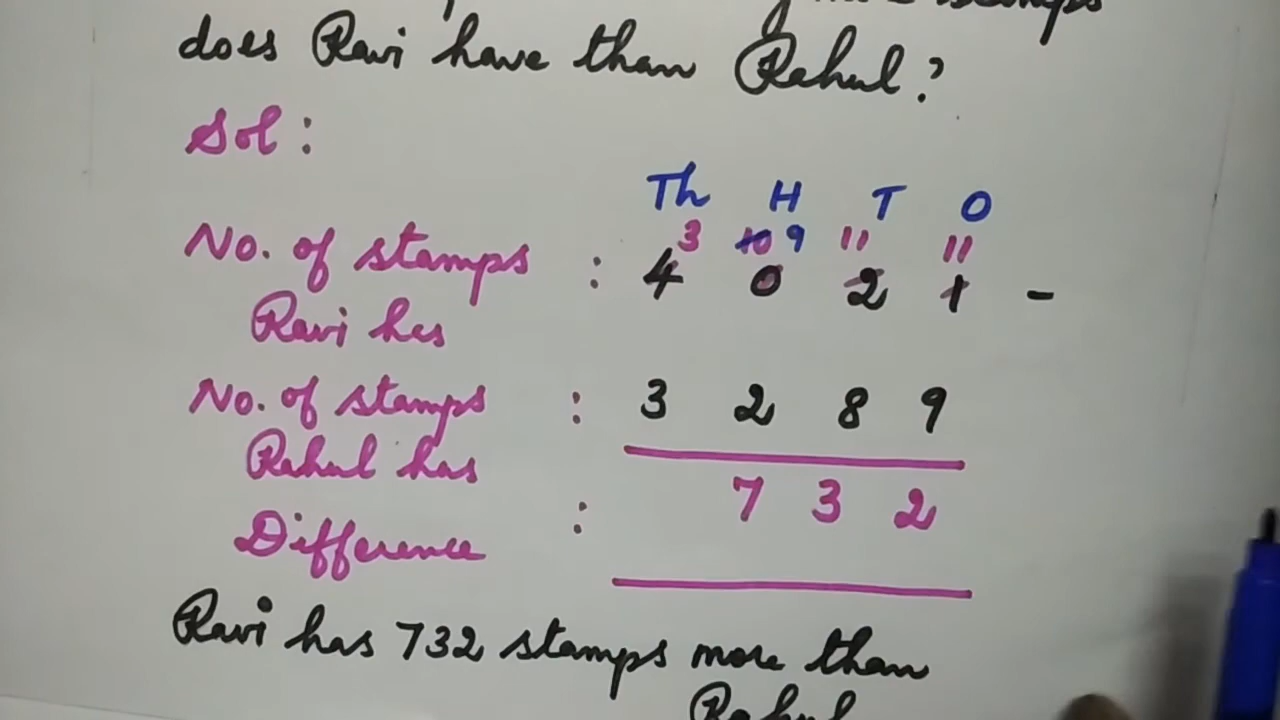 stamps
does Ravi have than Rahul?
Sol:
Th H T O
3 10 9 11 11
No. of stamps : 4 0 2 1 -
Ravi has
No. of stamps : 3 2 8 9
Rahul has
7 3 2
Difference :
Ravi has 732 stamps more than
Rahul